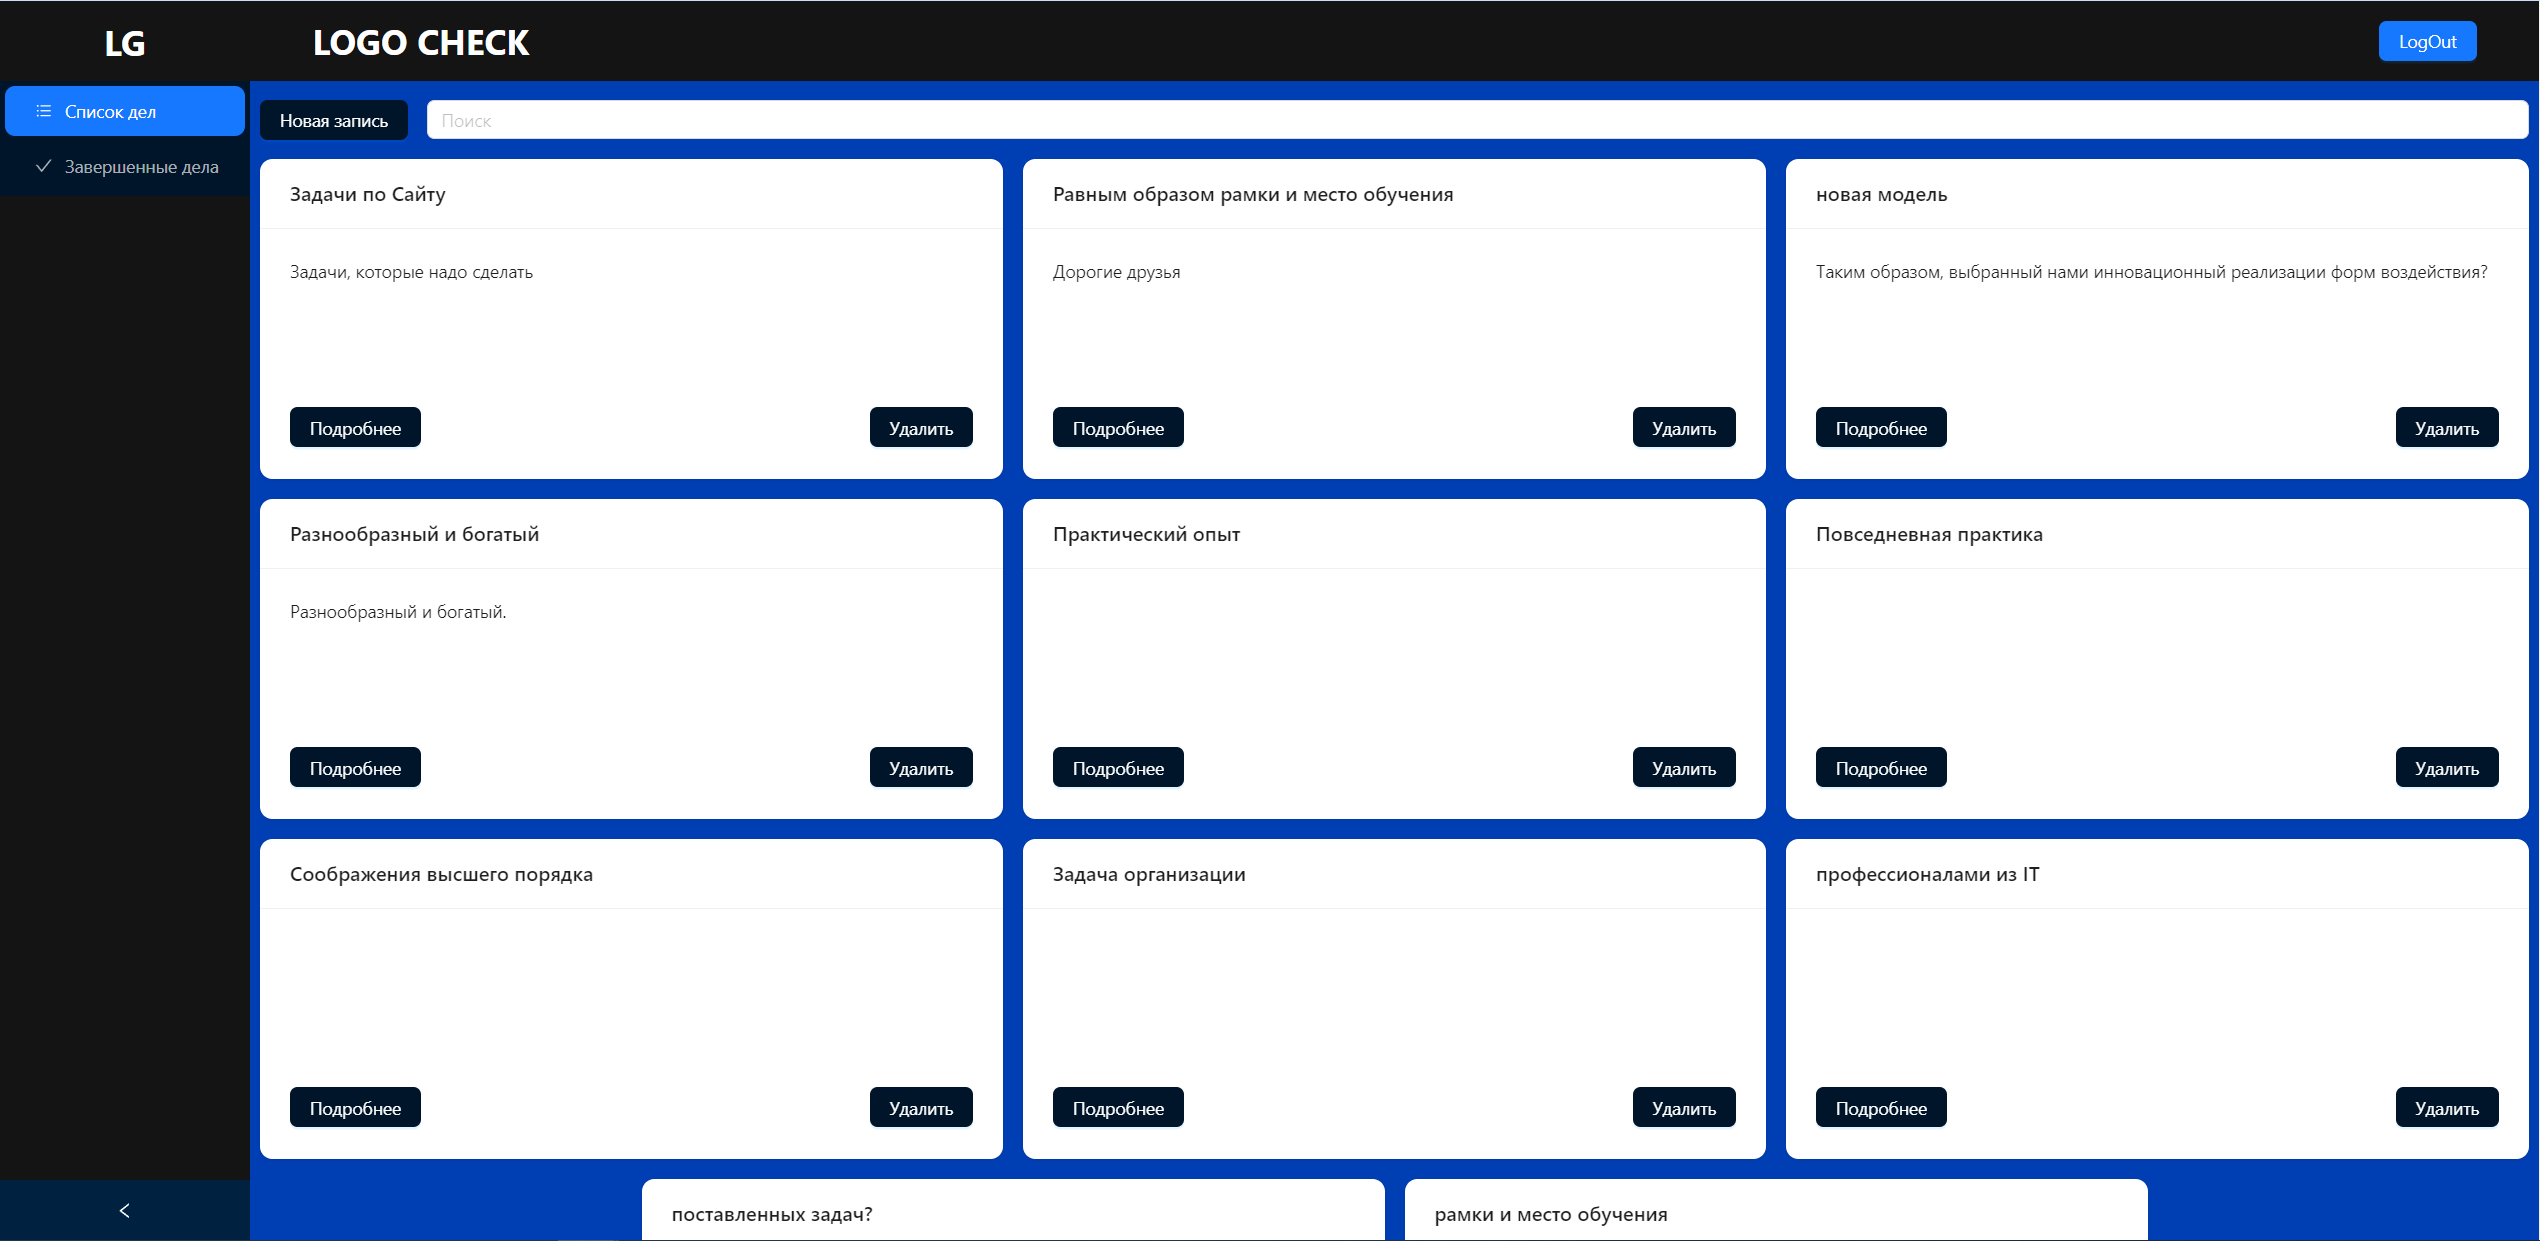 LG
LOGO CHECK
LogOut
Список дел
Завершенные дела
Новая запись
Поиск
Задачи по Сайту
Задачи, которые надо сделать
Подробнее
Удалить
Равным образом рамки и место обучения
Дорогие друзья
Подробнее
Удалить
новая модель
Таким образом, выбранный нами инновационный реализации форм воздействия?
Подробнее
Удалить
Разнообразный и богатый
Разнообразный и богатый.
Подробнее
Удалить
Практический опыт
Подробнее
Удалить
Повседневная практика
Подробнее
Удалить
Соображения высшего порядка
Подробнее
Удалить
Задача организации
Подробнее
Удалить
профессионалами из IT
Подробнее
Удалить
поставленных задач?
рамки и место обучения